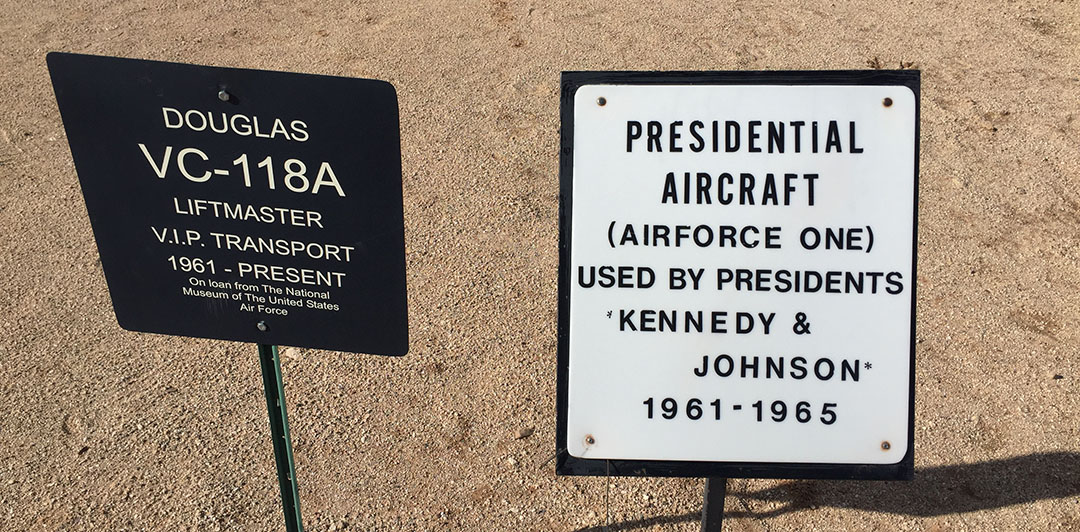 DOUGLAS
VC-118A
LIFTMASTER
V.I.P. TRANSPORT
1961 - PRESENT
On loan from The National
Museum of The United States
Air Force
PRESIDENTIAL
AIRCRAFT
(AIRFORCE ONE)
USED BY PRESIDENTS
*KENNEDY &
JOHNSON*
1961-1965